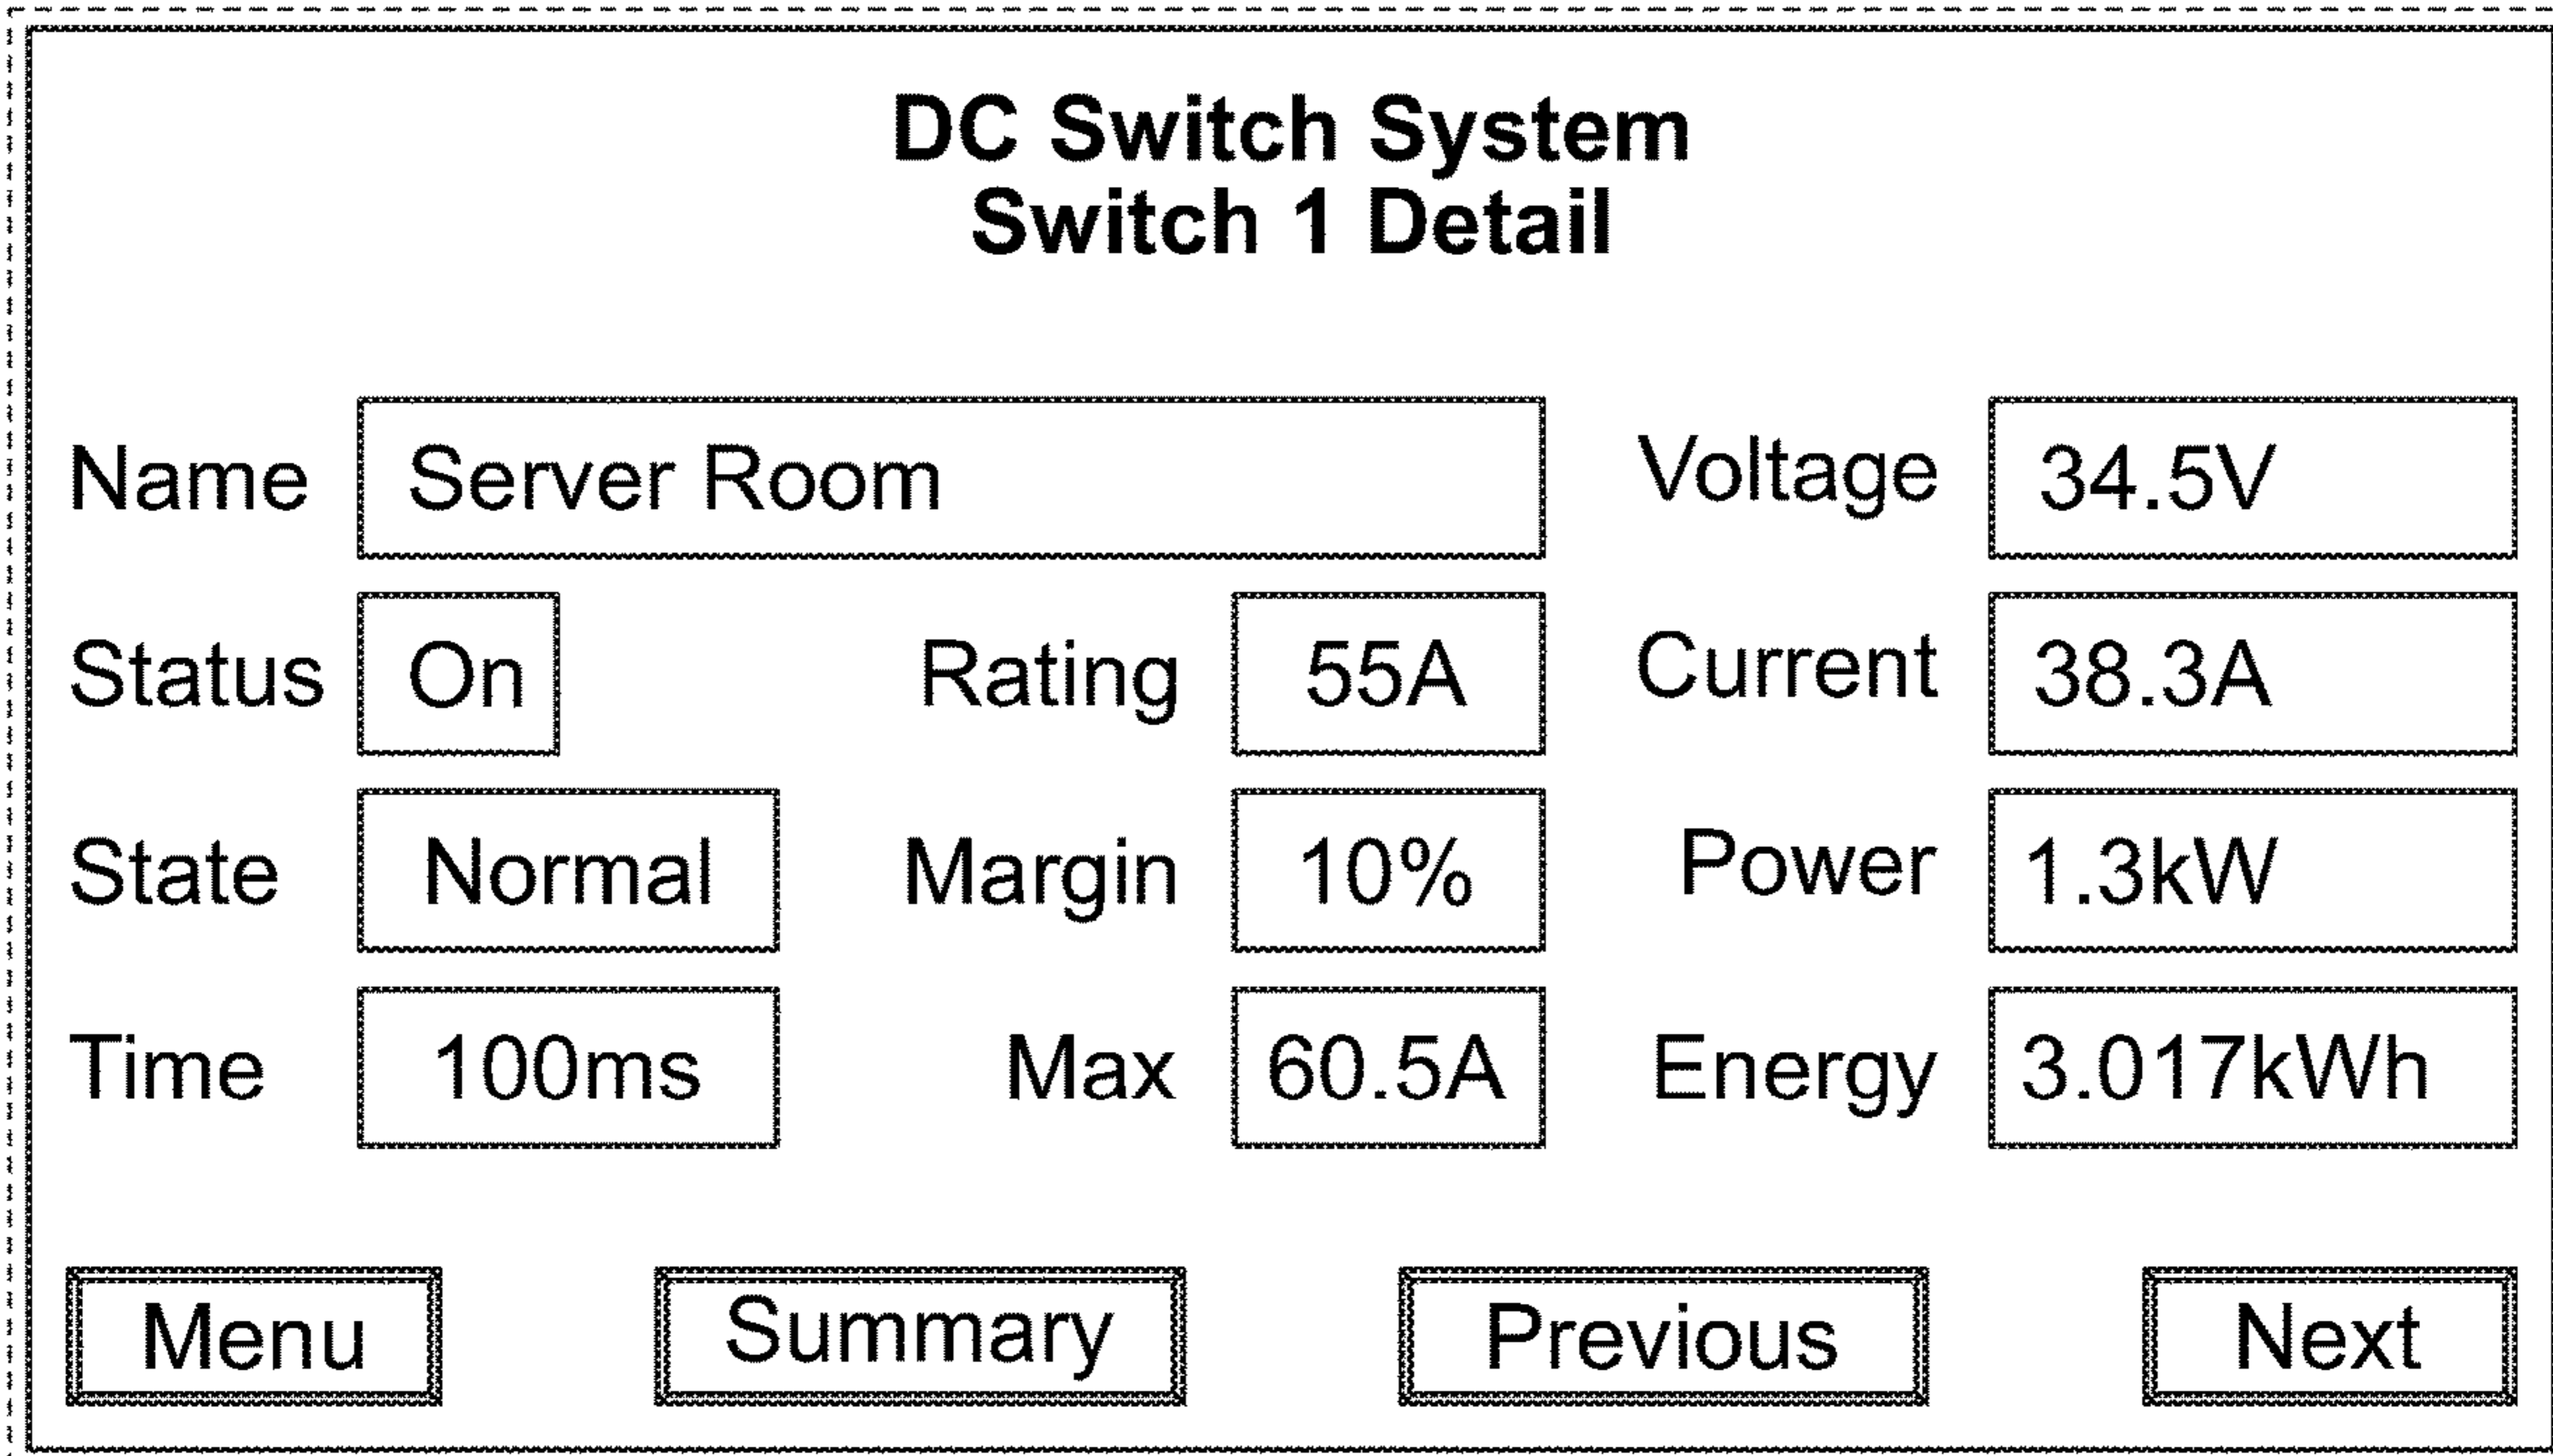 DC Switch System
Switch 1 Detail
Name Server Room Voltage 34.5V
Status On Rating 55A Current 38.3A
State Normal Margin 10% Power 1.3kW
Time 100ms Max 60.5A Energy 3.017kWh
Menu Summary Previous Next